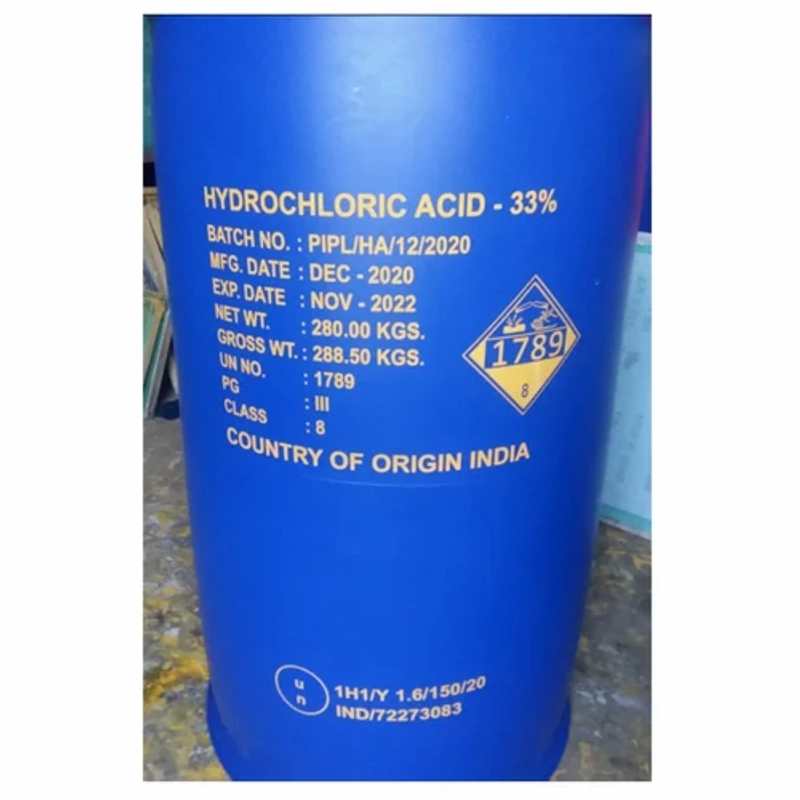 HYDROCHLORIC ACID - 33%
BATCH NO. : PIPL/HA/12/2020
MFG. DATE : DEC - 2020
EXP. DATE : NOV - 2022
NET WT. : 280.00 KGS.
GROSS WT. : 288.50 KGS.
UN NO. : 1789
PG : III
CLASS : 8
COUNTRY OF ORIGIN INDIA
1789
8
u
n
1H1/Y 1.6/150/20
IND/72273083